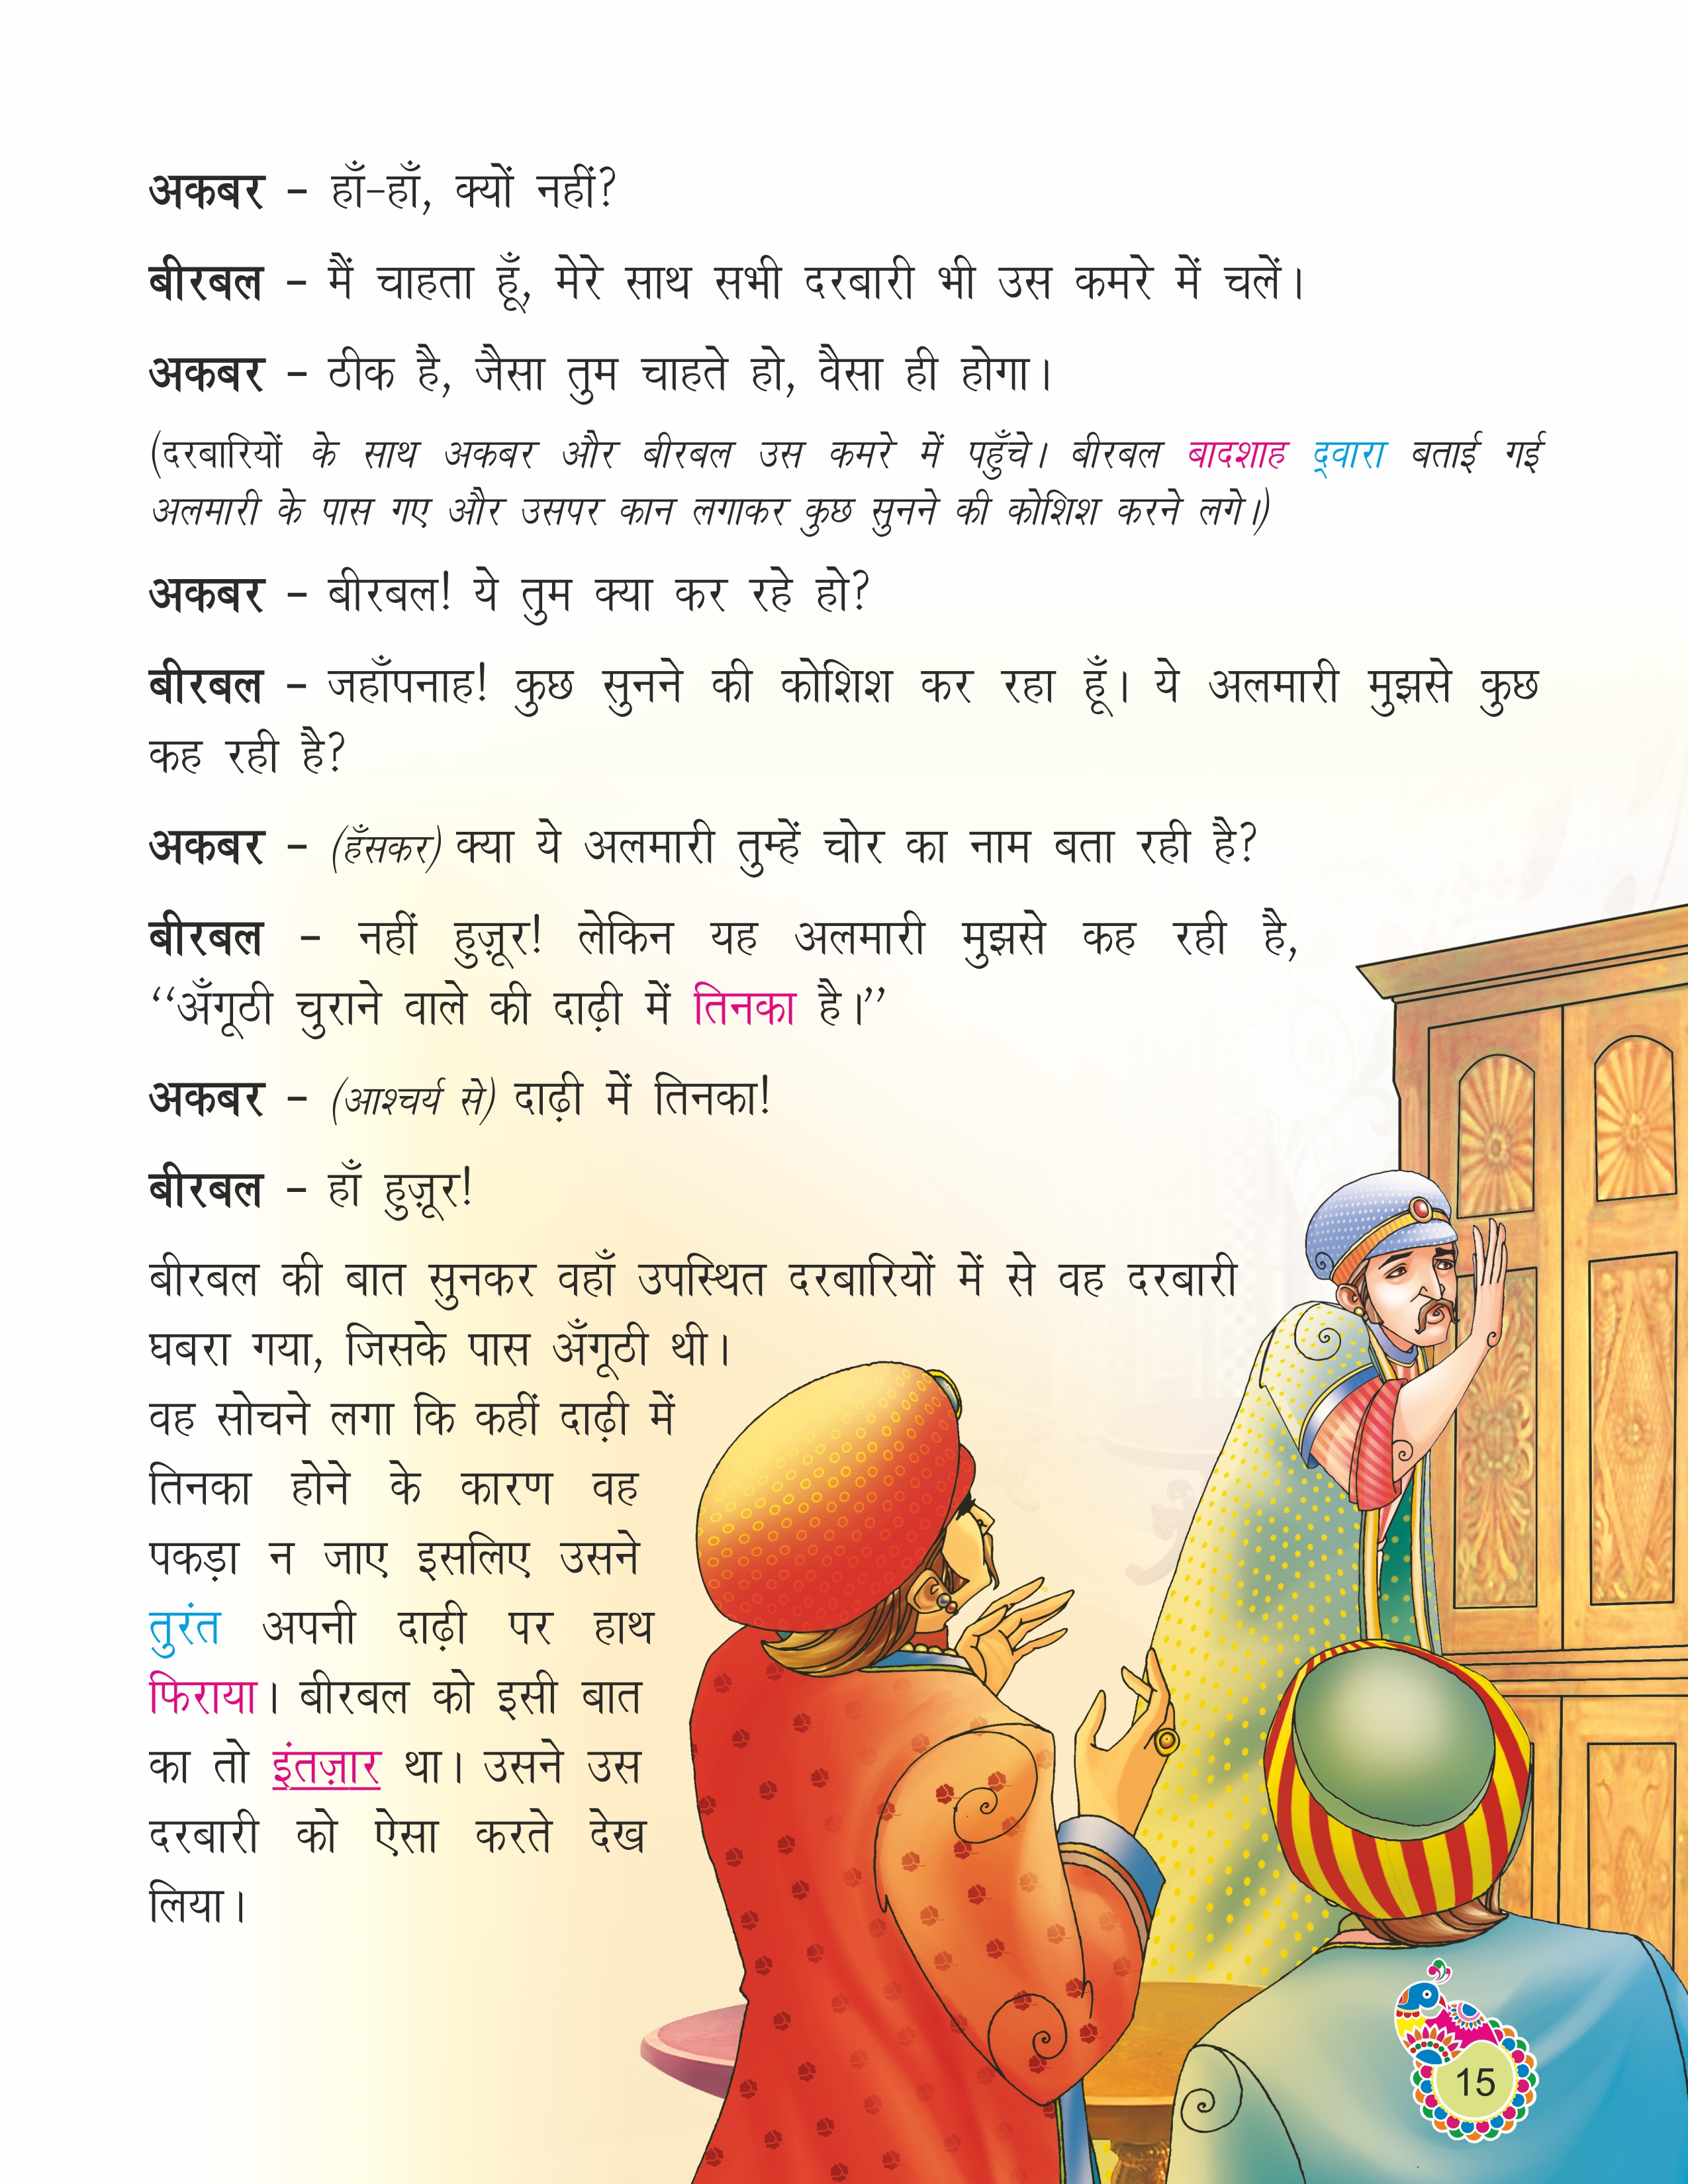 अकबर – हाँ-हाँ, क्यों नहीं?
बीरबल – मैं चाहता हूँ, मेरे साथ सभी दरबारी भी उस कमरे में चलें।
अकबर – ठीक है, जैसा तुम चाहते हो, वैसा ही होगा।
(दरबारियों के साथ अकबर और बीरबल उस कमरे में पहुँचे। बीरबल बादशाह द्‌वारा बताई गई
अलमारी के पास गए और उसपर कान लगाकर कुछ सुनने की कोशिश करने लगे।)
अकबर – बीरबल! ये तुम क्या कर रहे हो?
बीरबल – जहाँपनाह! कुछ सुनने की कोशिश कर रहा हूँ। ये अलमारी मुझसे कुछ
कह रही है?
अकबर – (हँसकर) क्या ये अलमारी तुम्हें चोर का नाम बता रही है?
बीरबल – नहीं हुज़ूर! लेकिन यह अलमारी मुझसे कह रही है,
‘‘अँगूठी चुराने वाले की दाढ़ी में तिनका है।’’
अकबर – (आश्चर्य से) दाढ़ी में तिनका!
बीरबल – हाँ हुज़ूर!
बीरबल की बात सुनकर वहाँ उपस्थित दरबारियों में से वह दरबारी
घबरा गया, जिसके पास अँगूठी थी।
वह सोचने लगा कि कहीं दाढ़ी में
तिनका होने के कारण वह
पकड़ा न जाए इसलिए उसने
तुरंत अपनी दाढ़ी पर हाथ
फिराया। बीरबल को इसी बात
का तो इंतज़ार था। उसने उस
दरबारी को ऐसा करते देख
लिया।
15